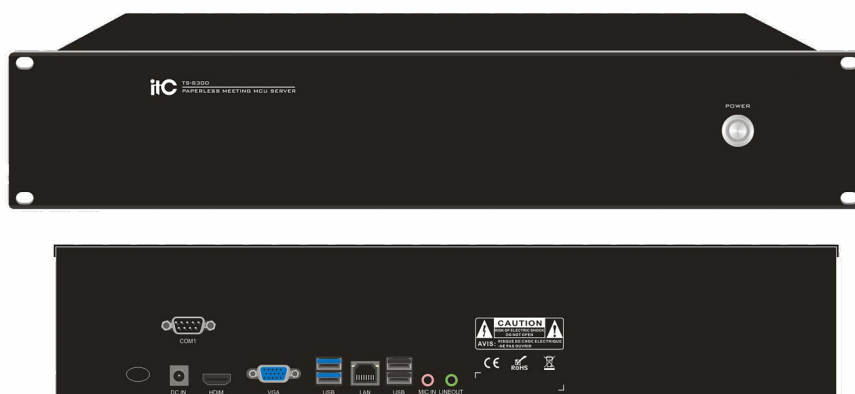 itC TS-8300
PAPERLESS MEETING MCU SERVER
POWER
COM1
CAUTION
RISK OF ELECTRIC SHOCK
DO NOT OPEN
AVIS: RISQUE DE CHOC ELECTRIQUE
-NE PAS OUVRIR
CE RoHS
DC IN HDIM VGA USB LAN USB MIC IN LINEOUT